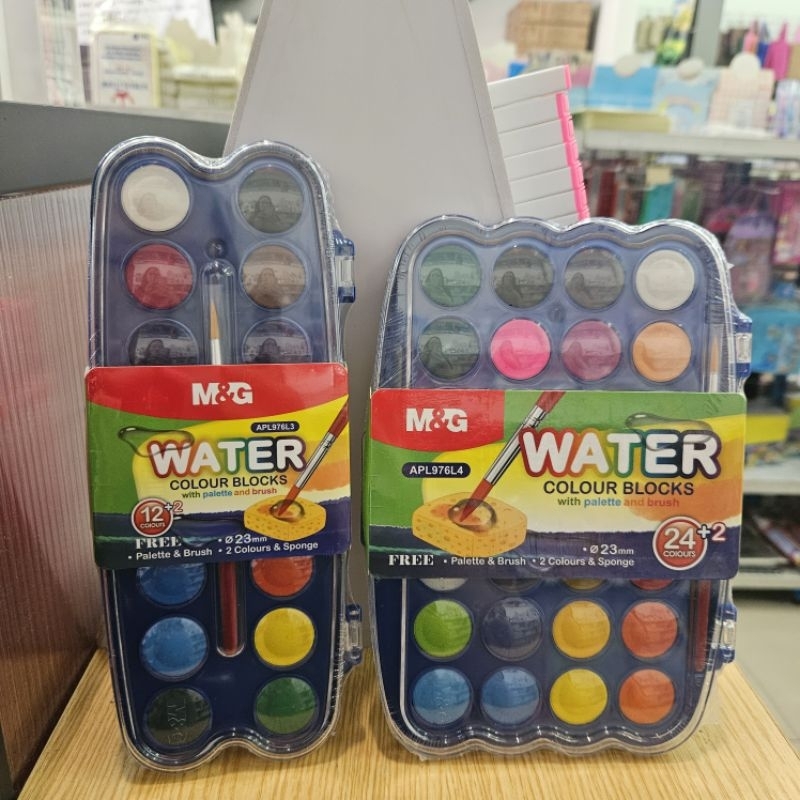 M&G
APL976L3
WATER
COLOUR BLOCKS
with palette and brush
12+2
COLOURS
FREE
• Ø23mm
• Palette & Brush • 2 Colours & Sponge
M&G
APL976L4
WATER
COLOUR BLOCKS
with palette and brush
• Ø23mm
24+2
COLOURS
FREE • Palette & Brush • 2 Colours & Sponge